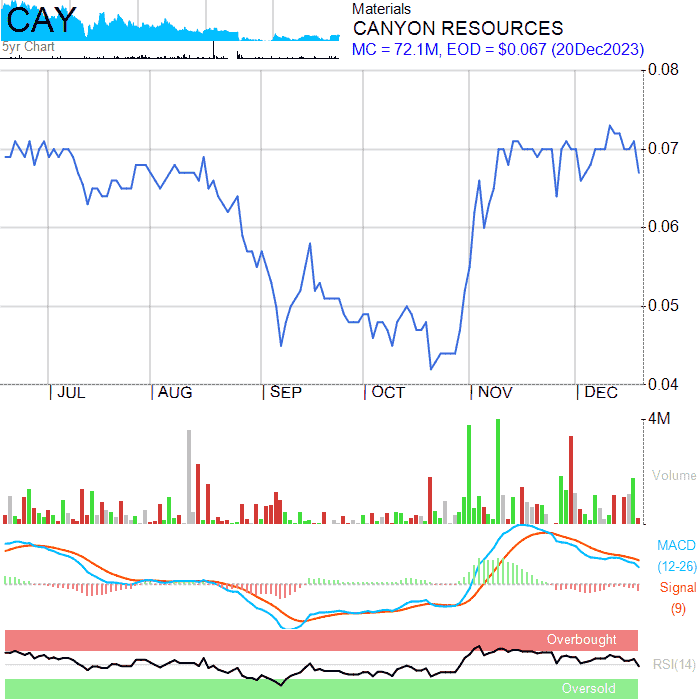 CAY
5yr Chart
Materials
CANYON RESOURCES
MC = 72.1M, EOD = $0.067 (20Dec2023)
0.08
0.07
0.06
0.05
0.04
JUL AUG SEP OCT NOV DEC
4M
Volume
MACD
(12-26)
Signal
(9)
Overbought
RSI(14)
Oversold